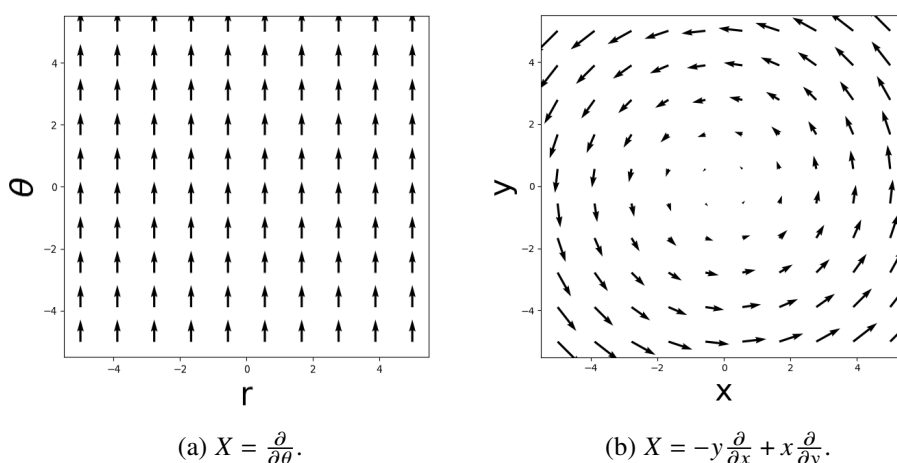 4
2
0
−2
−4
θ
−4 −2 0 2 4
r
(a) X = ∂/∂θ.
4
2
0
−2
−4
y
−4 −2 0 2 4
x
(b) X = −y ∂/∂x + x ∂/∂y.